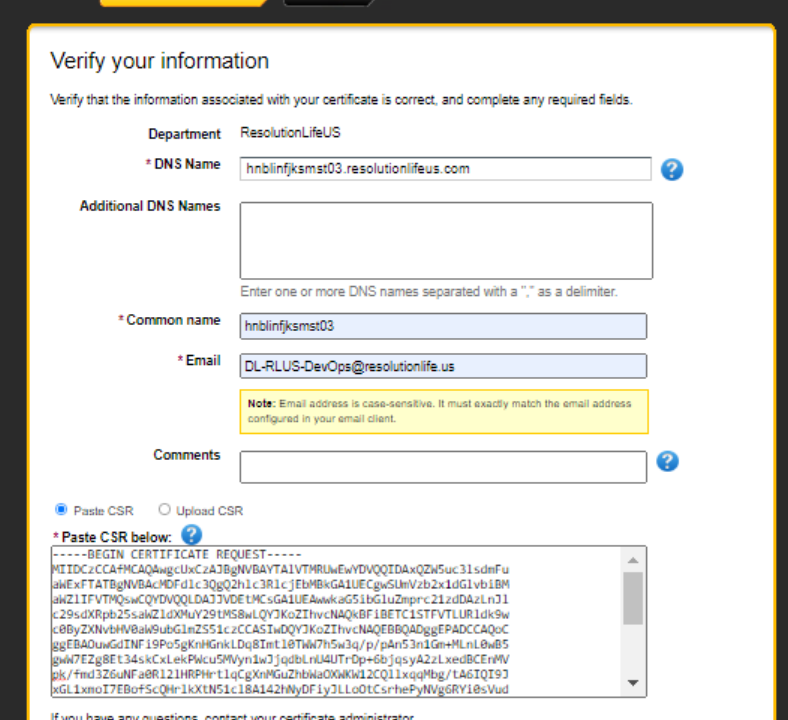 Verify your information
Verify that the information associated with your certificate is correct, and complete any required fields.
Department ResolutionLifeUS
* DNS Name hnblinfjksmst03.resolutionlifeus.com
Additional DNS Names
Enter one or more DNS names separated with a "," as a delimiter.
* Common name hnblinfjksmst03
* Email DL-RLUS-DevOps@resolutionlife.us
Note: Email address is case-sensitive. It must exactly match the email address
configured in your email client.
Comments
Paste CSR Upload CSR
* Paste CSR below:
-----BEGIN CERTIFICATE REQUEST-----
MIIDCzCCAfMCAQAwgcUxCzAJBgNVBAYTAlVTMRUwEwYDVQQIDAxQZW5uc3lsdmFu
aWExFTATBgNVBAcMDFdlc3QgQ2hlc3RlcjEbMBkGA1UECgwSUmVzb2x1dGlvbiBM
aWZlIFVTMQswCQYDVQQLDAJJVDEtMCsGA1UEAwwkaG5ibGluZmprc21zdDAzLnJl
c29sdXRpb25saWZldXMuY29tMS8wLQYJKoZIhvcNAQkBFiBETC1STFVTLURldk9w
c0ByZXNvbHV0aW9ubGlmZS51czCCASIwDQYJKoZIhvcNAQEBBQADggEPADCCAQoC
ggEBAOuwGdINFi9Po5gKnHGnkLDq8Imtl0TWW7h5w3q/p/pAn53n1Gm+MLnL0wB5
gwW7EZg8Et34skCxLekPWcu5MVyn1wJjqdbLnU4UTrDp+6bjqsyA2zLxedBCEnMV
pk/fmd3Z6uNFa0Rl21HRPHrtlqCgXnMGuZhbWaOXWKW12CQllxqqMbg/tA6IQI9J
xGL1xmoI7EBofScQHrlkXtN51cl8A142hNyDFiyJLLoOtCsrhePyNVg6RYi0sVud
If you have any questions, contact your certificate administrator